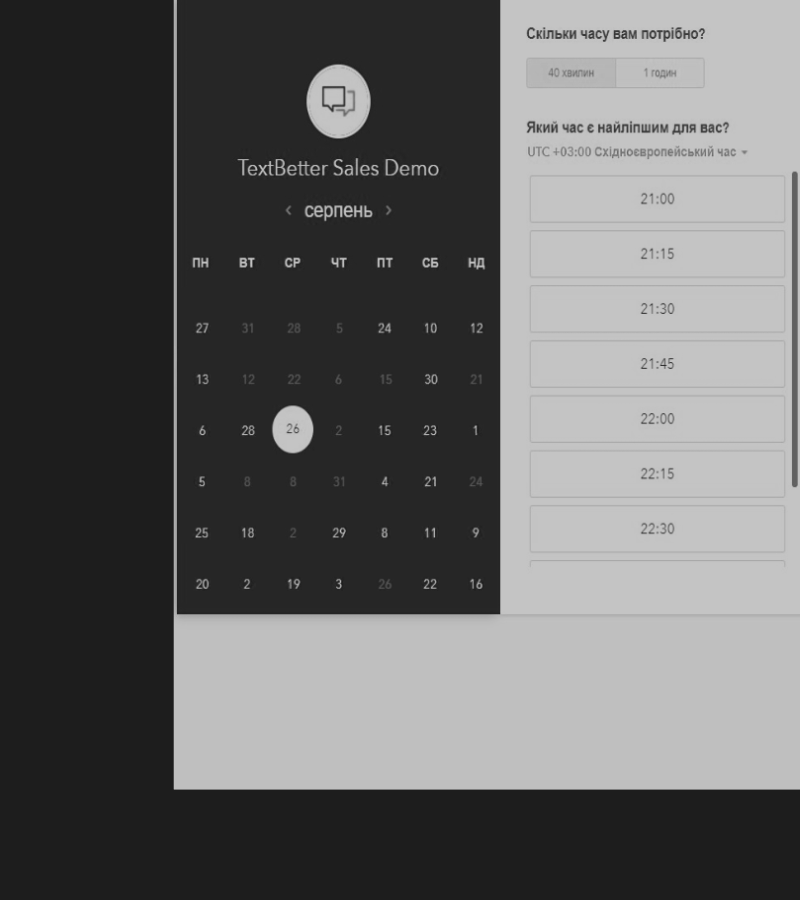 TextBetter Sales Demo
‹ серпень ›
ПН ВТ СР ЧТ ПТ СБ НД
27 31 28 5 24 10 12
13 12 22 6 15 30 21
6 28 26 2 15 23 1
5 8 8 31 4 21 24
25 18 2 29 8 11 9
20 2 19 3 26 22 16
Скільки часу вам потрібно?
40 хвилин 1 годин
Який час є найліпшим для вас?
UTC +03:00 Східноєвропейський час
21:00
21:15
21:30
21:45
22:00
22:15
22:30